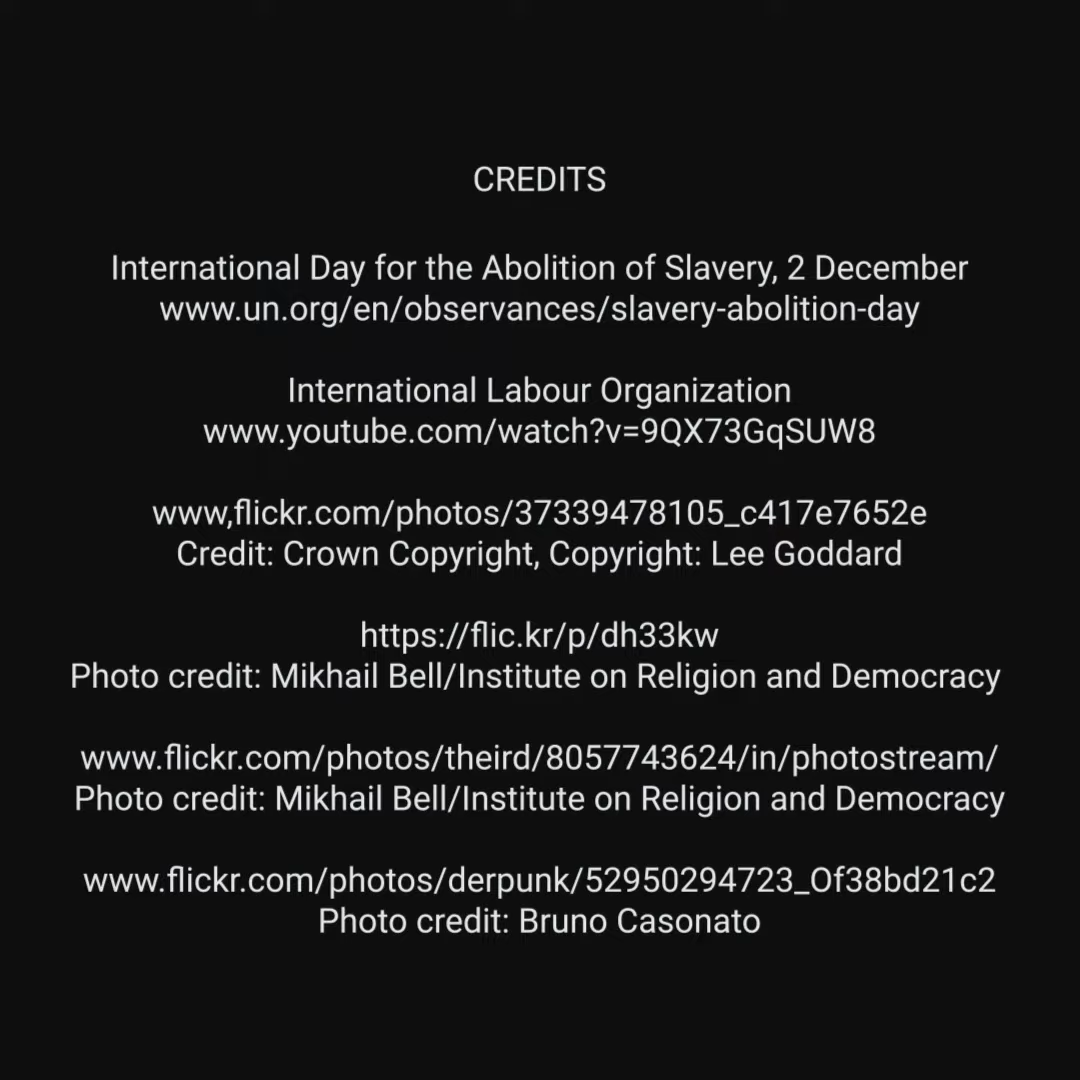 CREDITS
International Day for the Abolition of Slavery, 2 December
www.un.org/en/observances/slavery-abolition-day
International Labour Organization
www.youtube.com/watch?v=9QX73GqSUW8
www,flickr.com/photos/37339478105_c417e7652e
Credit: Crown Copyright, Copyright: Lee Goddard
https://flic.kr/p/dh33kw
Photo credit: Mikhail Bell/Institute on Religion and Democracy
www.flickr.com/photos/theird/8057743624/in/photostream/
Photo credit: Mikhail Bell/Institute on Religion and Democracy
www.flickr.com/photos/derpunk/52950294723_Of38bd21c2
Photo credit: Bruno Casonato